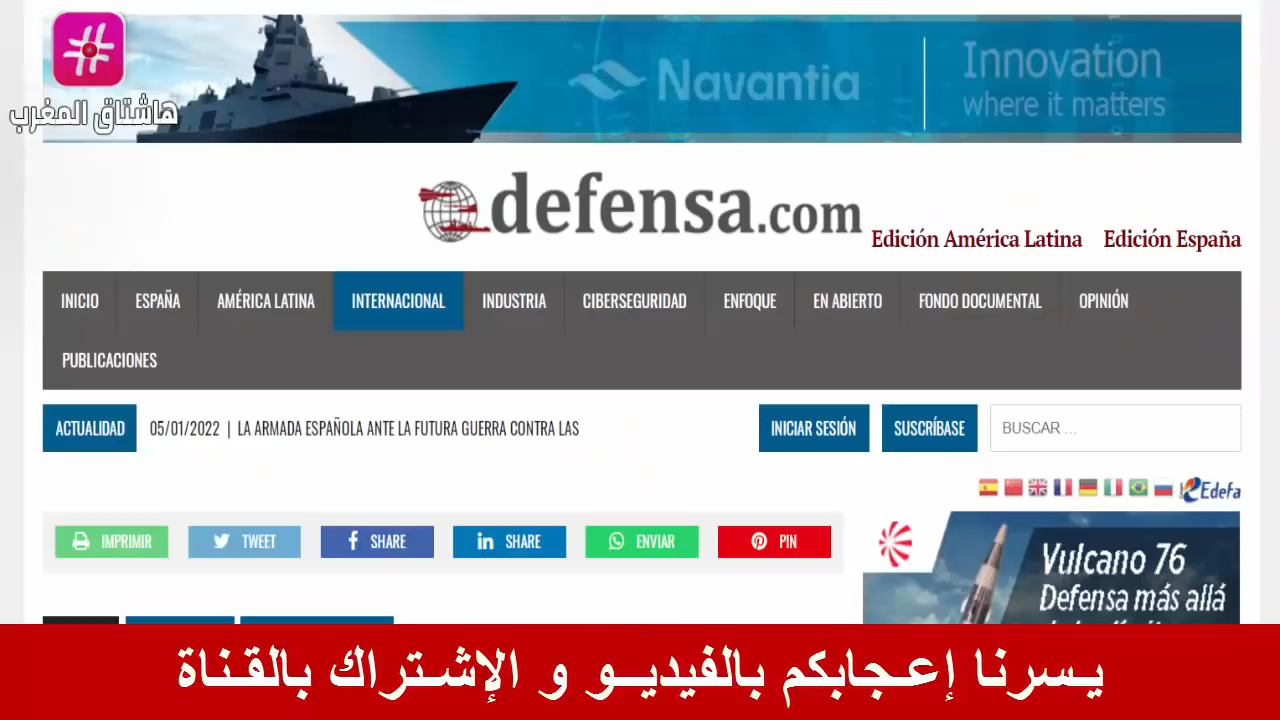 هاشتاق المغرب
Navantia
Innovation
where it matters
defensa.com
Edición América Latina Edición España
INICIO ESPAÑA AMÉRICA LATINA INTERNACIONAL INDUSTRIA CIBERSEGURIDAD ENFOQUE EN ABIERTO FONDO DOCUMENTAL OPINIÓN
PUBLICACIONES
ACTUALIDAD 05/01/2022 | LA ARMADA ESPAÑOLA ANTE LA FUTURA GUERRA CONTRA LAS INICIAR SESIÓN SUSCRÍBASE BUSCAR ...
Edefa
IMPRIMIR TWEET SHARE SHARE ENVIAR PIN
Vulcano 76
Defensa más allá
يسرنا إعجابكم بالفيديو و الإشتراك بالقناة